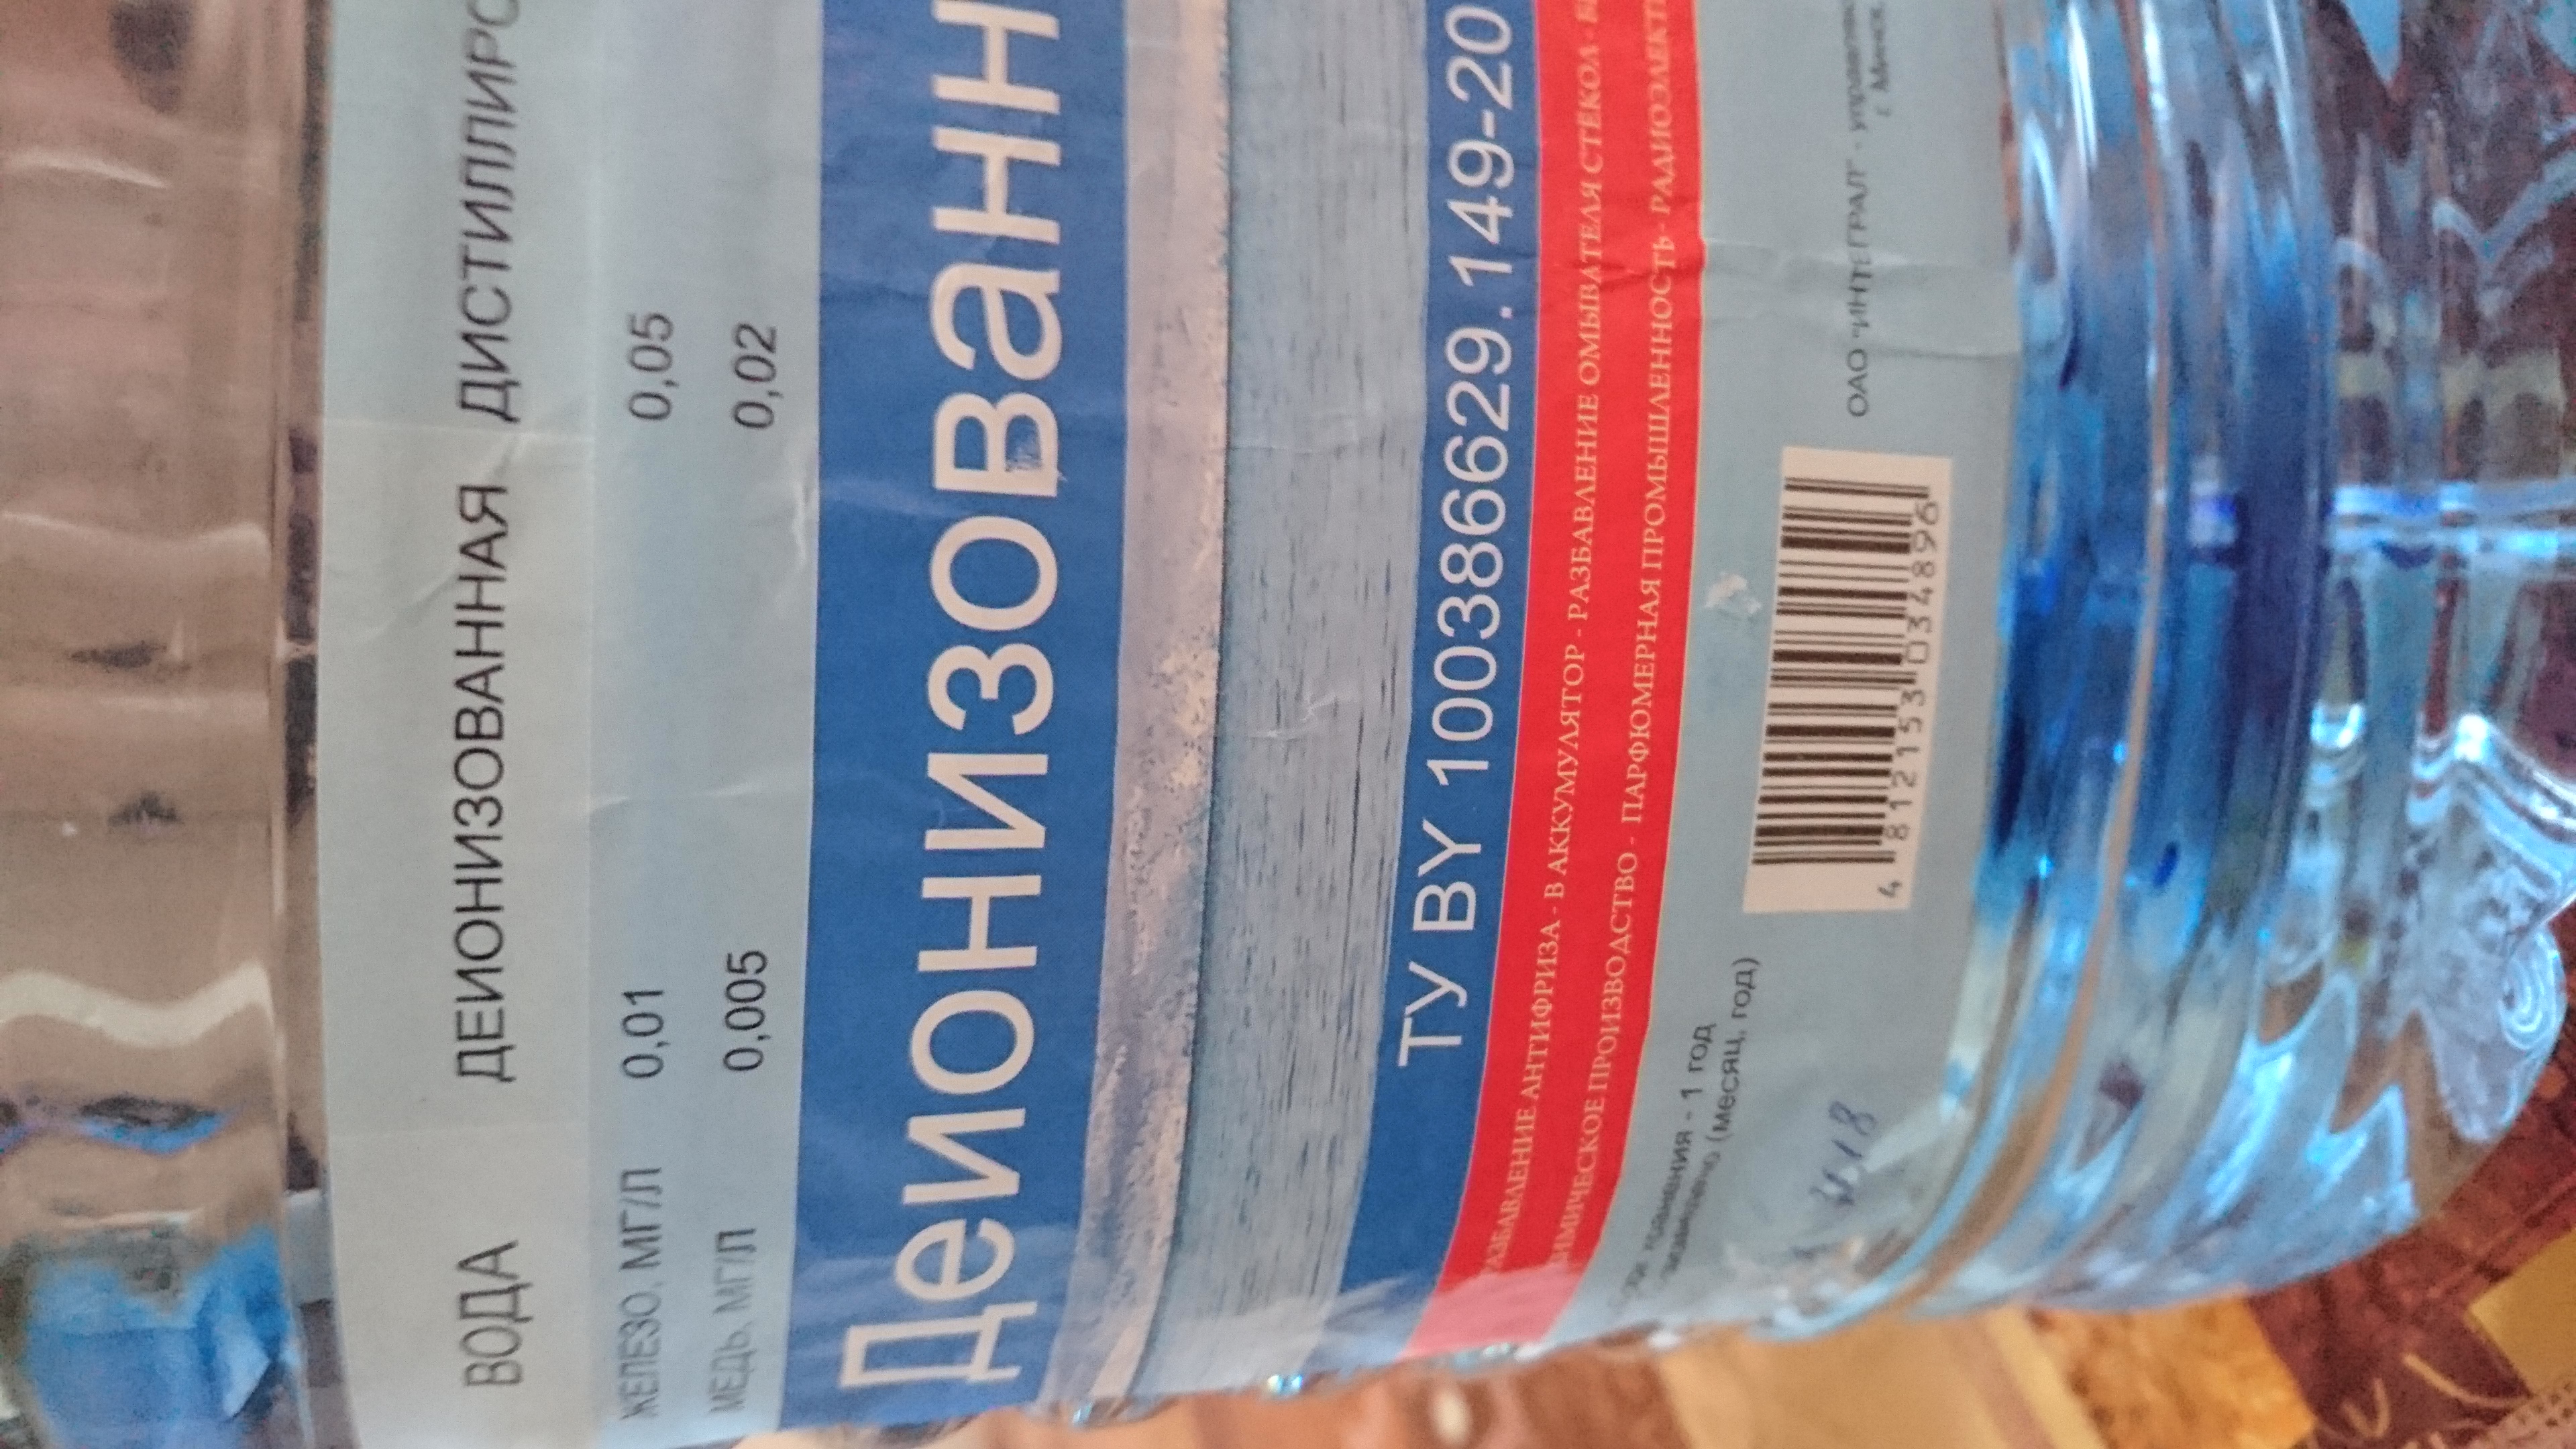 ВОДА ДЕИОНИЗОВАННАЯ ДИСТИЛЛИРО
ЖЕЛЕЗО, МГ/Л 0,01 0,05
МЕДЬ, МГ/Л 0,005 0,02
Деионизованн
ТУ BY 100386629.149-20
РАЗБАВЛЕНИЕ АНТИФРИЗА - В АККУМУЛЯТОР - РАЗБАВЛЕНИЕ ОМЫВАТЕЛЯ СТЕКОЛ -
ХИМИЧЕСКОЕ ПРОИЗВОДСТВО - ПАРФЮМЕРНАЯ ПРОМЫШЛЕННОСТЬ - РАДИОЭЛЕКТР
Срок хранения - 1 год
(месяц, год)
4 812153 034896
ОАО "ИНТЕГРАЛ" - управляю
г. Минск